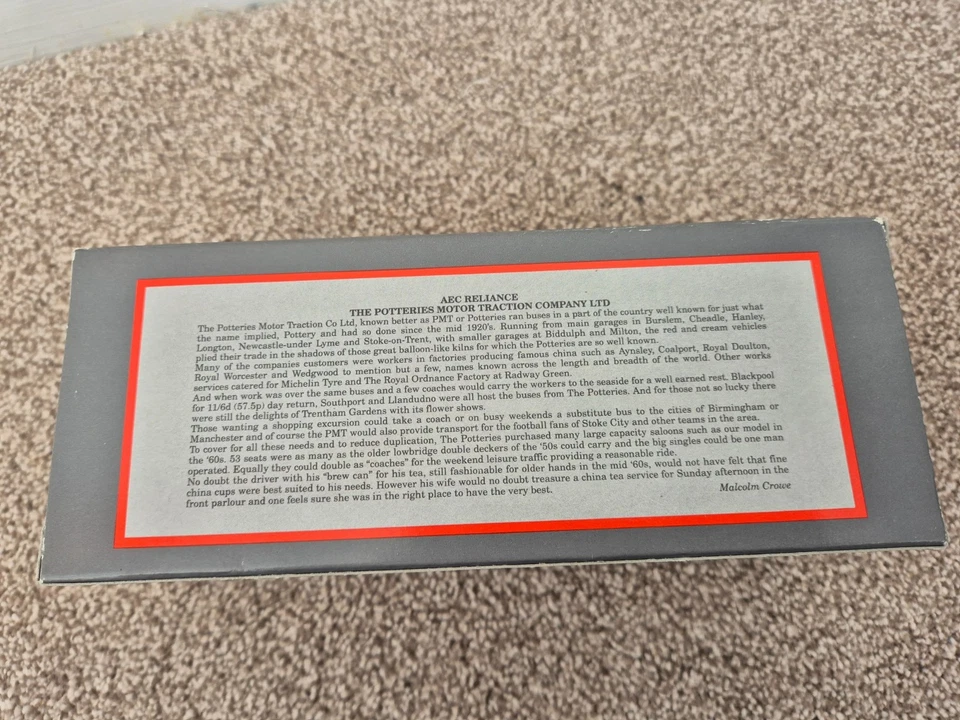 AEC RELIANCE
THE POTTERIES MOTOR TRACTION COMPANY LTD
The Potteries Motor Traction Co Ltd, known better as PMT or Potteries ran buses in a part of the country well known for just what
the name implied, Pottery and had so done since the mid 1920's. Running from main garages in Burslem, Cheadle, Hanley,
Longton, Newcastle-under Lyme and Stoke-on-Trent, with smaller garages at Biddulph and Milton, the red and cream vehicles
plied their trade in the shadows of those great balloon-like kilns for which the Potteries are so well known.
Many of the companies customers were workers in factories producing famous china such as Aynsley, Coalport, Royal Doulton,
Royal Worcester and Wedgwood to mention but a few, names known across the length and breadth of the world. Other works
services catered for Michelin Tyre and The Royal Ordnance Factory at Radway Green.
And when work was over the same buses and a few coaches would carry the workers to the seaside for a well earned rest. Blackpool
for 11/6d (57.5p) day return, Southport and Llandudno were all host the buses from The Potteries. And for those not so lucky there
were still the delights of Trentham Gardens with its flower shows.
Those wanting a shopping excursion could take a coach or on busy weekends a substitute bus to the cities of Birmingham or
Manchester and of course the PMT would also provide transport for the football fans of Stoke City and other teams in the area.
To cover for all these needs and to reduce duplication, The Potteries purchased many large capacity saloons such as our model in
the '60s. 53 seats were as many as the older lowbridge double deckers of the '50s could carry and the big singles could be one man
operated. Equally they could double as "coaches" for the weekend leisure traffic providing a reasonable ride.
No doubt the driver with his "brew can" for his tea, still fashionable for older hands in the mid '60s, would not have felt that fine
china cups were best suited to his needs. However his wife would no doubt treasure a china tea service for Sunday afternoon in the
front parlour and one feels sure she was in the right place to have the very best.
Malcolm Crowe